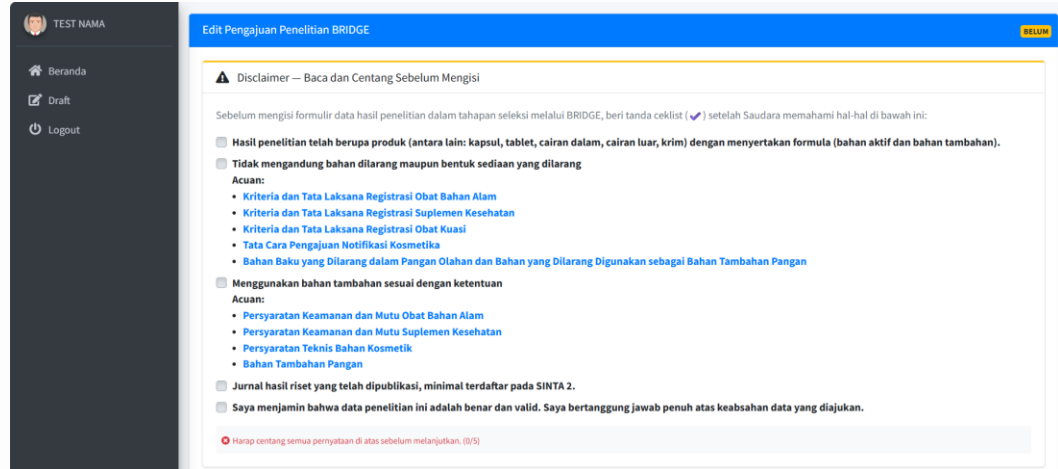 TEST NAMA
Beranda
Draft
Logout
Edit Pengajuan Penelitian BRIDGE
BELUM
Disclaimer — Baca dan Centang Sebelum Mengisi
Sebelum mengisi formulir data hasil penelitian dalam tahapan seleksi melalui BRIDGE, beri tanda ceklist (✔) setelah Saudara memahami hal-hal di bawah ini:
Hasil penelitian telah berupa produk (antara lain: kapsul, tablet, cairan dalam, cairan luar, krim) dengan menyertakan formula (bahan aktif dan bahan tambahan).
Tidak mengandung bahan dilarang maupun bentuk sediaan yang dilarang
Acuan:
• Kriteria dan Tata Laksana Registrasi Obat Bahan Alam
• Kriteria dan Tata Laksana Registrasi Suplemen Kesehatan
• Kriteria dan Tata Laksana Registrasi Obat Kuasi
• Tata Cara Pengajuan Notifikasi Kosmetika
• Bahan Baku yang Dilarang dalam Pangan Olahan dan Bahan yang Dilarang Digunakan sebagai Bahan Tambahan Pangan
Menggunakan bahan tambahan sesuai dengan ketentuan
Acuan:
• Persyaratan Keamanan dan Mutu Obat Bahan Alam
• Persyaratan Keamanan dan Mutu Suplemen Kesehatan
• Persyaratan Teknis Bahan Kosmetik
• Bahan Tambahan Pangan
Jurnal hasil riset yang telah dipublikasi, minimal terdaftar pada SINTA 2.
Saya menjamin bahwa data penelitian ini adalah benar dan valid. Saya bertanggung jawab penuh atas keabsahan data yang diajukan.
Harap centang semua pernyataan di atas sebelum melanjutkan. (0/5)